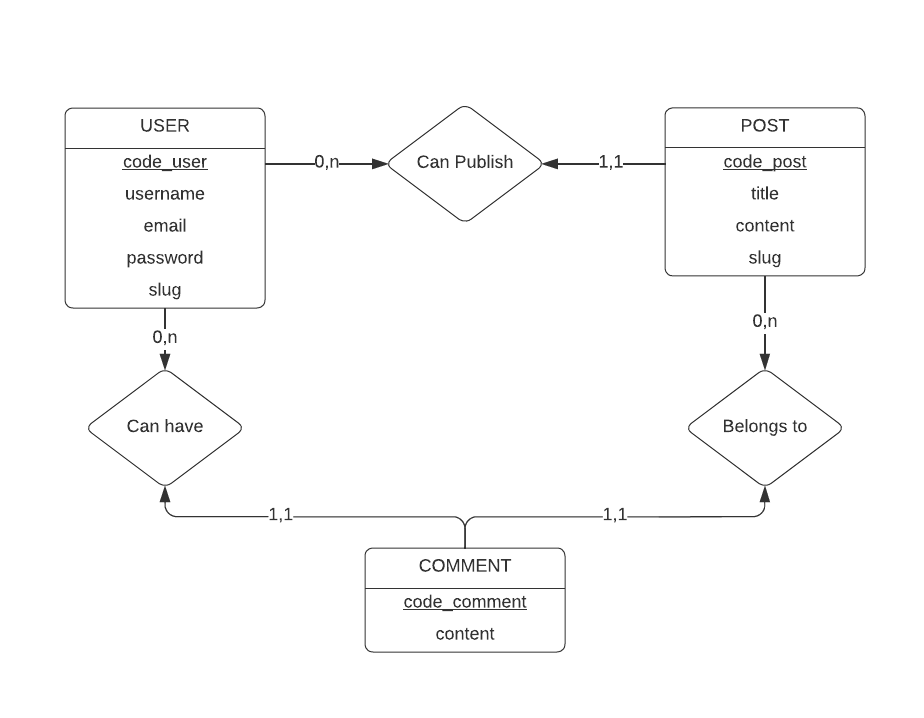 USER
code_user
username
email
password
slug
0,n
Can Publish
1,1
POST
code_post
title
content
slug
0,n
Can have
0,n
Belongs to
1,1
1,1
COMMENT
code_comment
content